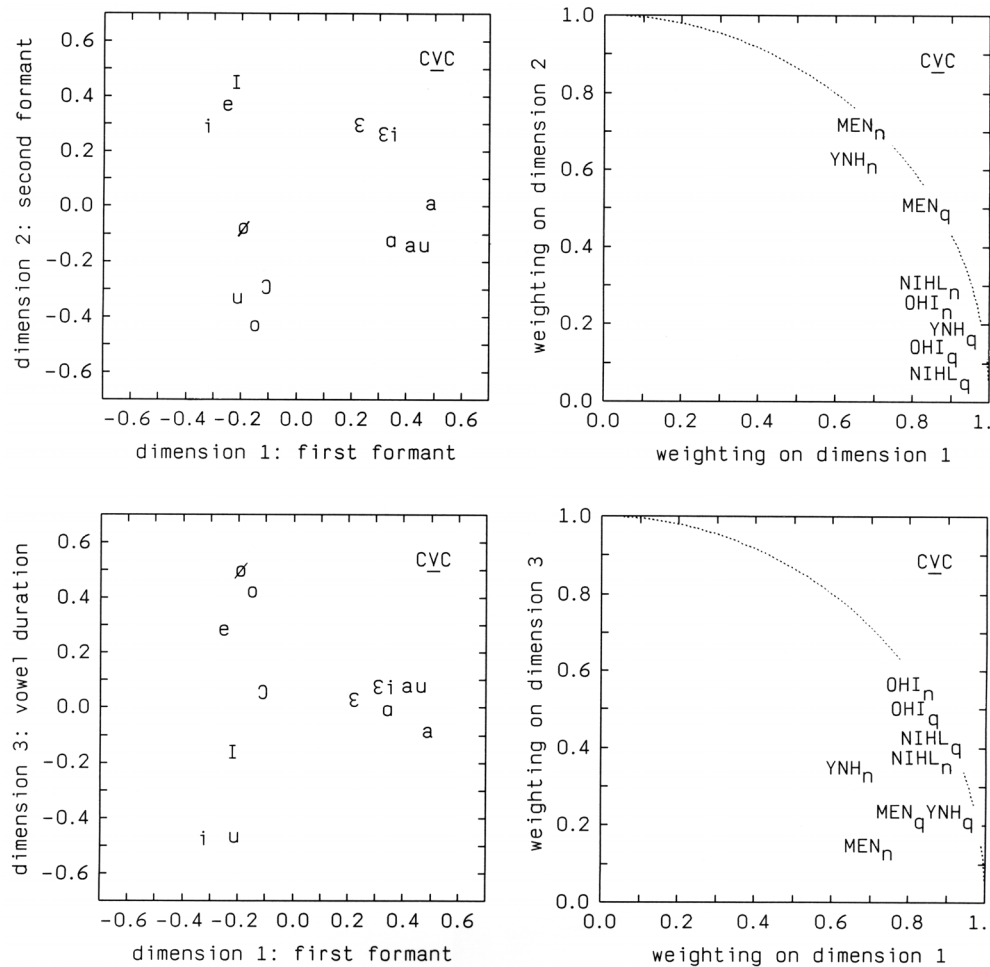 0.6
0.4
0.2
0.0
-0.2
-0.4
-0.6
dimension 2: second formant
CVC
I
e
i
ɛ
ɛi
a
ø
ɑ
au
ɔ
u
o
-0.6 -0.4 -0.2 0.0 0.2 0.4 0.6
dimension 1: first formant
1.0
0.8
0.6
0.4
0.2
0.0
weighting on dimension 2
CVC
MENn
YNHn
MENq
NIHLn
OHIn
YNHq
OHIq
NIHLq
0.0 0.2 0.4 0.6 0.8 1.
weighting on dimension 1
0.6
0.4
0.2
0.0
-0.2
-0.4
-0.6
dimension 3: vowel duration
CVC
ø
o
e
ɔ
ɛi au
ɛ
ɑ
a
I
i u
-0.6 -0.4 -0.2 0.0 0.2 0.4 0.6
dimension 1: first formant
1.0
0.8
0.6
0.4
0.2
0.0
weighting on dimension 3
CVC
OHIn
OHIq
NIHLq
NIHLn
YNHn
MENq YNHq
MENn
0.0 0.2 0.4 0.6 0.8 1.
weighting on dimension 1